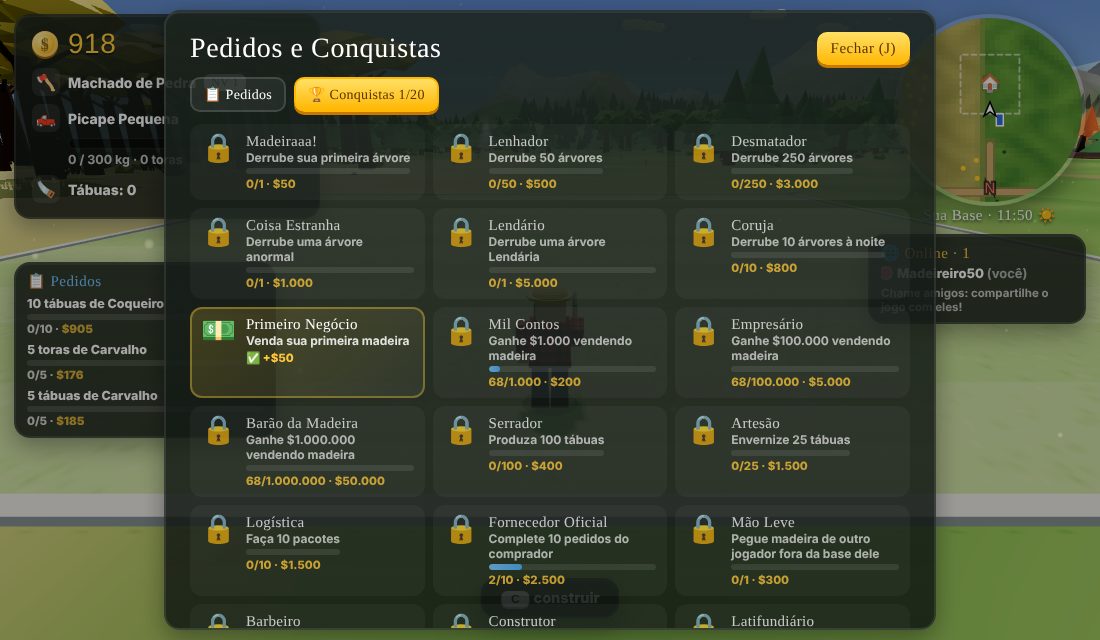 918
Pedidos e Conquistas
Fechar (J)
Machado de Pedra
📋 Pedidos
🏆 Conquistas 1/20
Picape Pequena
0 / 300 kg · 0 toras
Tábuas: 0
Madeiraaa!
Derrube sua primeira árvore
0/1 · $50
Lenhador
Derrube 50 árvores
0/50 · $500
Desmatador
Derrube 250 árvores
0/250 · $3.000
N
Sua Base · 11:50
Coisa Estranha
Derrube uma árvore
anormal
0/1 · $1.000
Lendário
Derrube uma árvore
Lendária
0/1 · $5.000
Coruja
Derrube 10 árvores à noite
0/10 · $800
Online · 1
Madeireiro50 (você)
Chame amigos: compartilhe o
jogo com eles!
📋 Pedidos
10 tábuas de Coqueiro
0/10 · $905
5 toras de Carvalho
0/5 · $176
5 tábuas de Carvalho
0/5 · $185
Primeiro Negócio
Venda sua primeira madeira
✅ +$50
Mil Contos
Ganhe $1.000 vendendo
madeira
68/1.000 · $200
Empresário
Ganhe $100.000 vendendo
madeira
68/100.000 · $5.000
Barão da Madeira
Ganhe $1.000.000
vendendo madeira
68/1.000.000 · $50.000
Serrador
Produza 100 tábuas
0/100 · $400
Artesão
Envernize 25 tábuas
0/25 · $1.500
Logística
Faça 10 pacotes
0/10 · $1.500
Fornecedor Oficial
Complete 10 pedidos do
comprador
2/10 · $2.500
Mão Leve
Pegue madeira de outro
jogador fora da base dele
0/1 · $300
C construir
Barbeiro
Construtor
Latifundiário